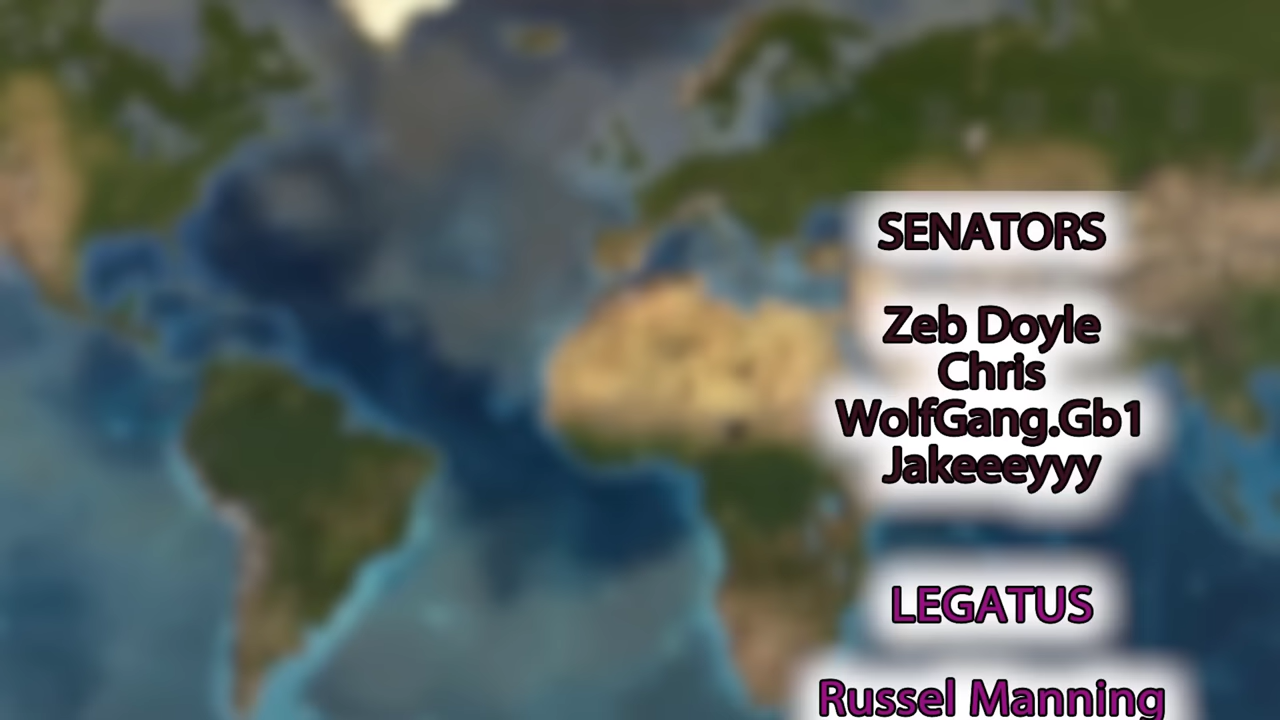 SENATORS
Zeb Doyle
Chris
WolfGang.Gb1
Jakeeeyyy
LEGATUS
Russel Manning